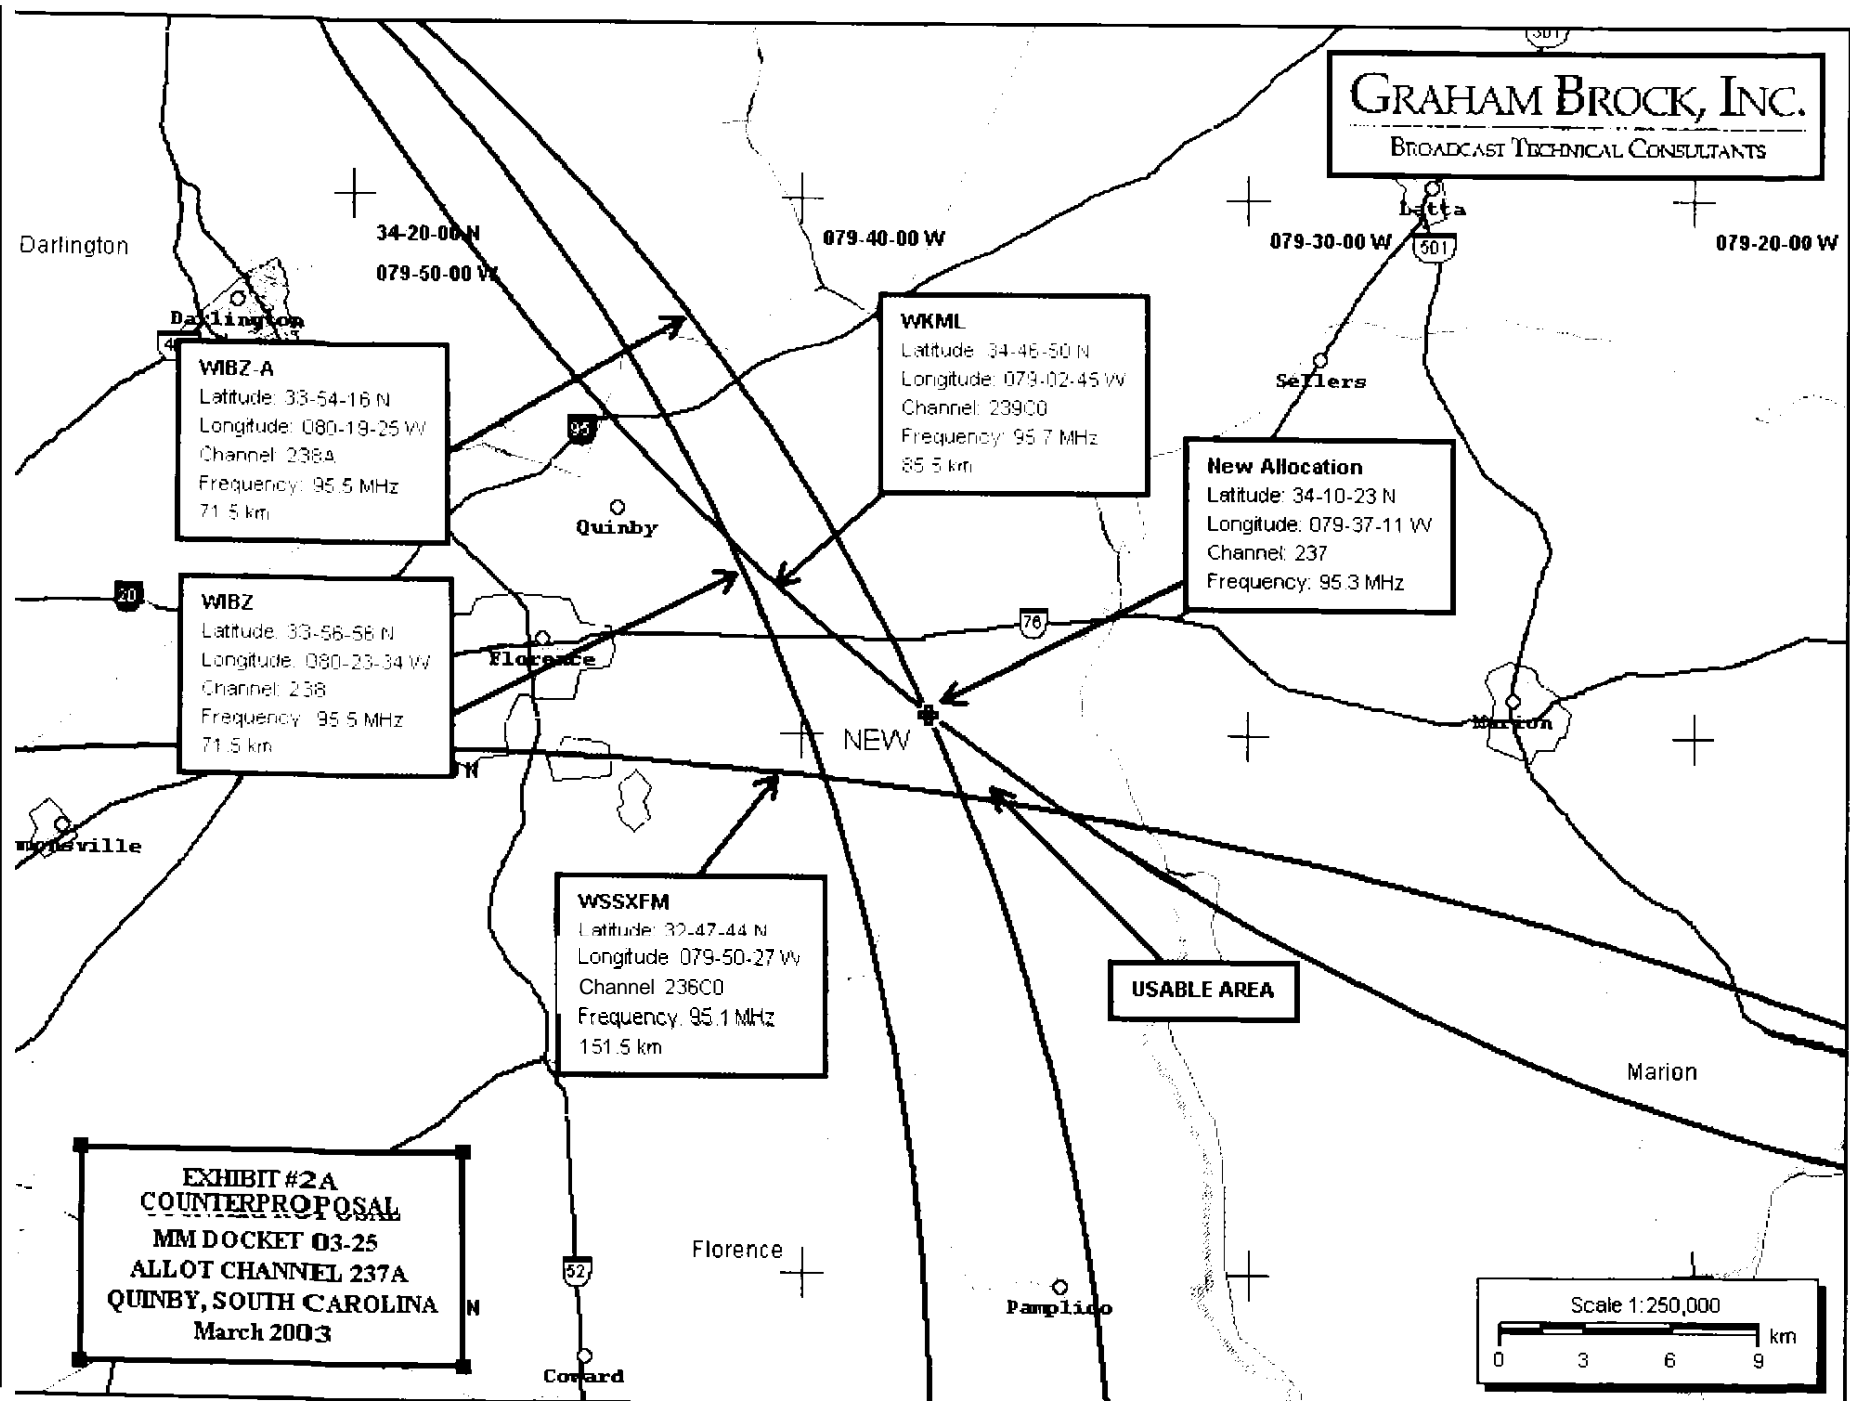 301
GRAHAM BROCK, INC.
BROADCAST TECHNICAL CONSULTANTS
Latta
501
Darlington
34-20-00 N
079-50-00 W
079-40-00 W
079-30-00 W
079-20-00 W
Darlington
WIBZ-A
Latitude: 33-54-16 N
Longitude: 080-19-25 W
Channel: 238A
Frequency: 95.5 MHz
71.5 km
95
WKML
Latitude: 34-46-50 N
Longitude: 079-02-45 W
Channel: 239C0
Frequency: 95.7 MHz
85.5 km
Sellers
New Allocation
Latitude: 34-10-23 N
Longitude: 079-37-11 W
Channel: 237
Frequency: 95.3 MHz
Quinby
20
WIBZ
Latitude: 33-56-58 N
Longitude: 080-23-34 W
Channel: 238
Frequency: 95.5 MHz
71.5 km
N
Florence
76
NEW
Marion
monsville
WSSXFM
Latitude: 32-47-44 N
Longitude: 079-50-27 W
Channel: 236C0
Frequency: 95.1 MHz
151.5 km
USABLE AREA
Marion
EXHIBIT #2A
COUNTERPROPOSAL
MM DOCKET 03-25
ALLOT CHANNEL 237A
QUINBY, SOUTH CAROLINA
March 2003
N
52
Florence
Pamplico
Coward
Scale 1:250,000
km
0 3 6 9